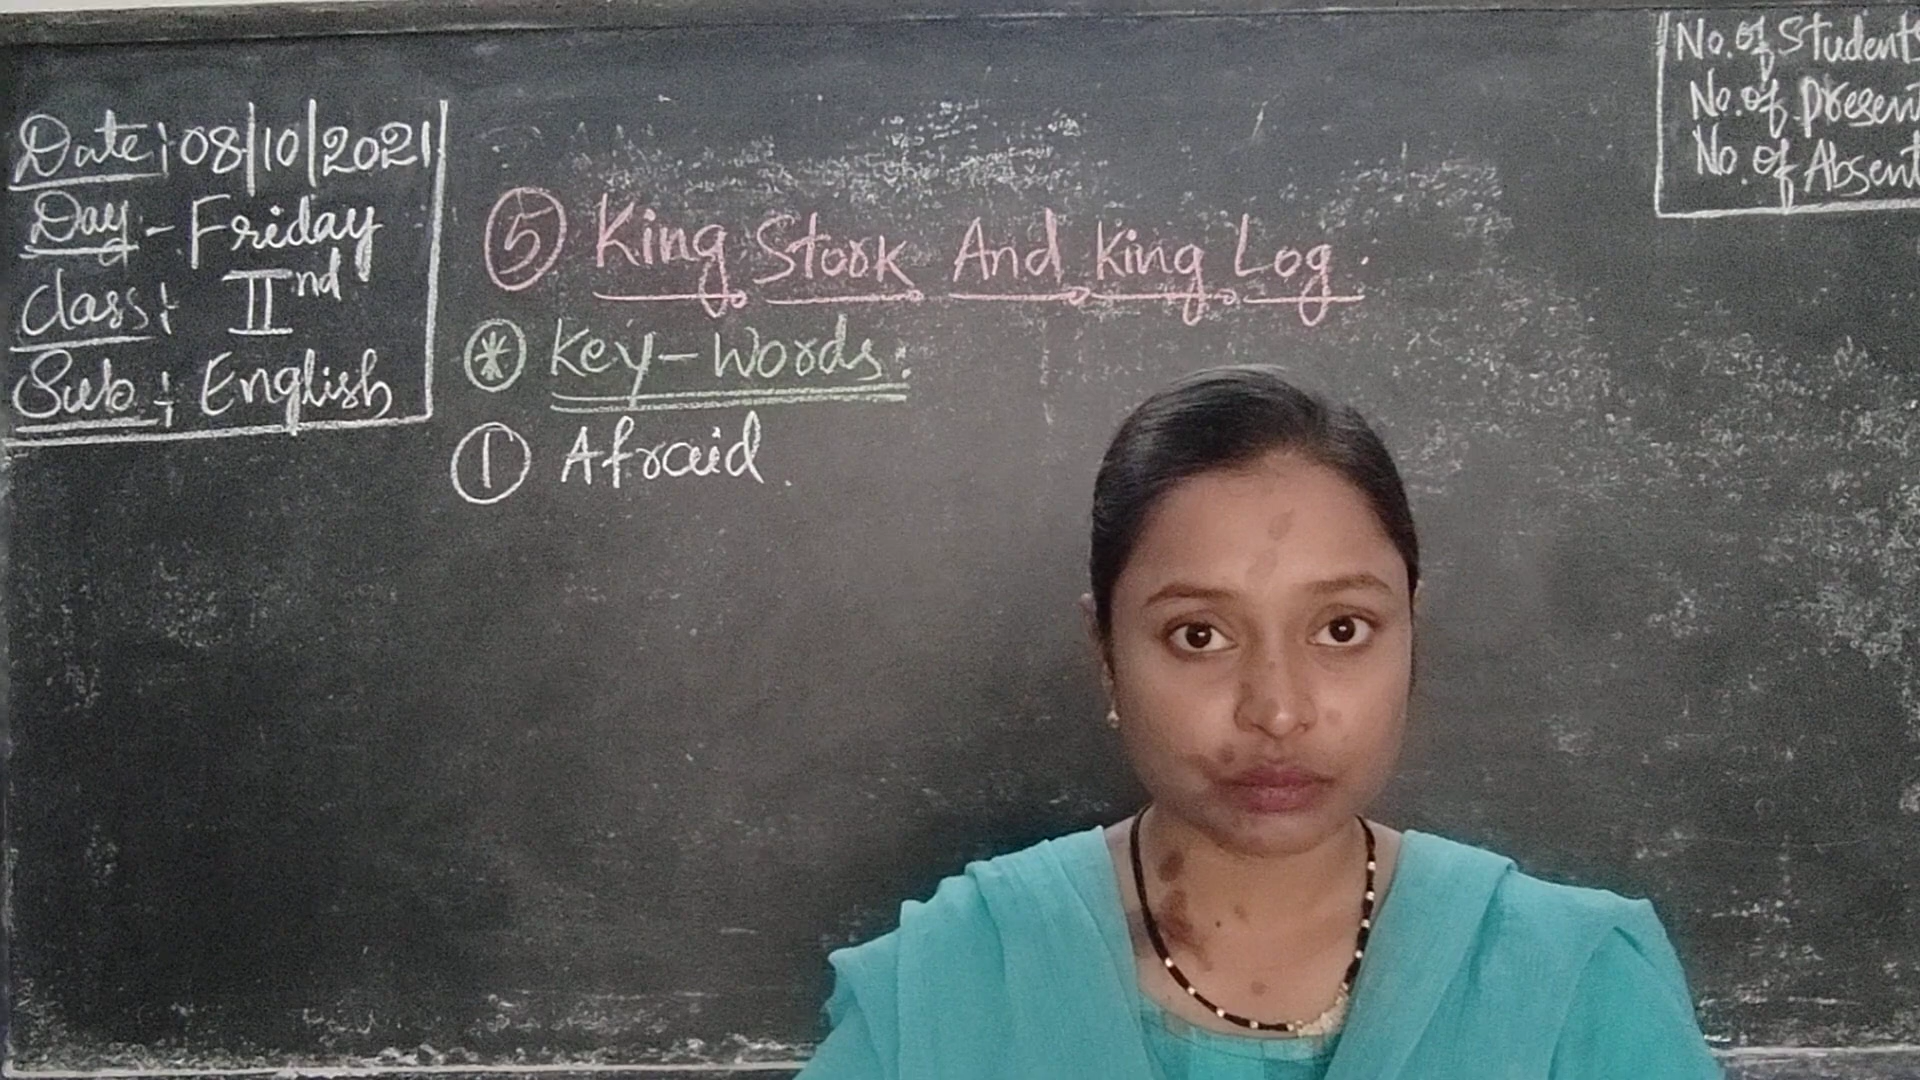 Date: 08/10/2021
Day - Friday
Class: IInd
Sub: English
No. of Students
No. of Present
No. of Absent
5 King Stork And King Log.
* Key-Words:
1 Afraid.